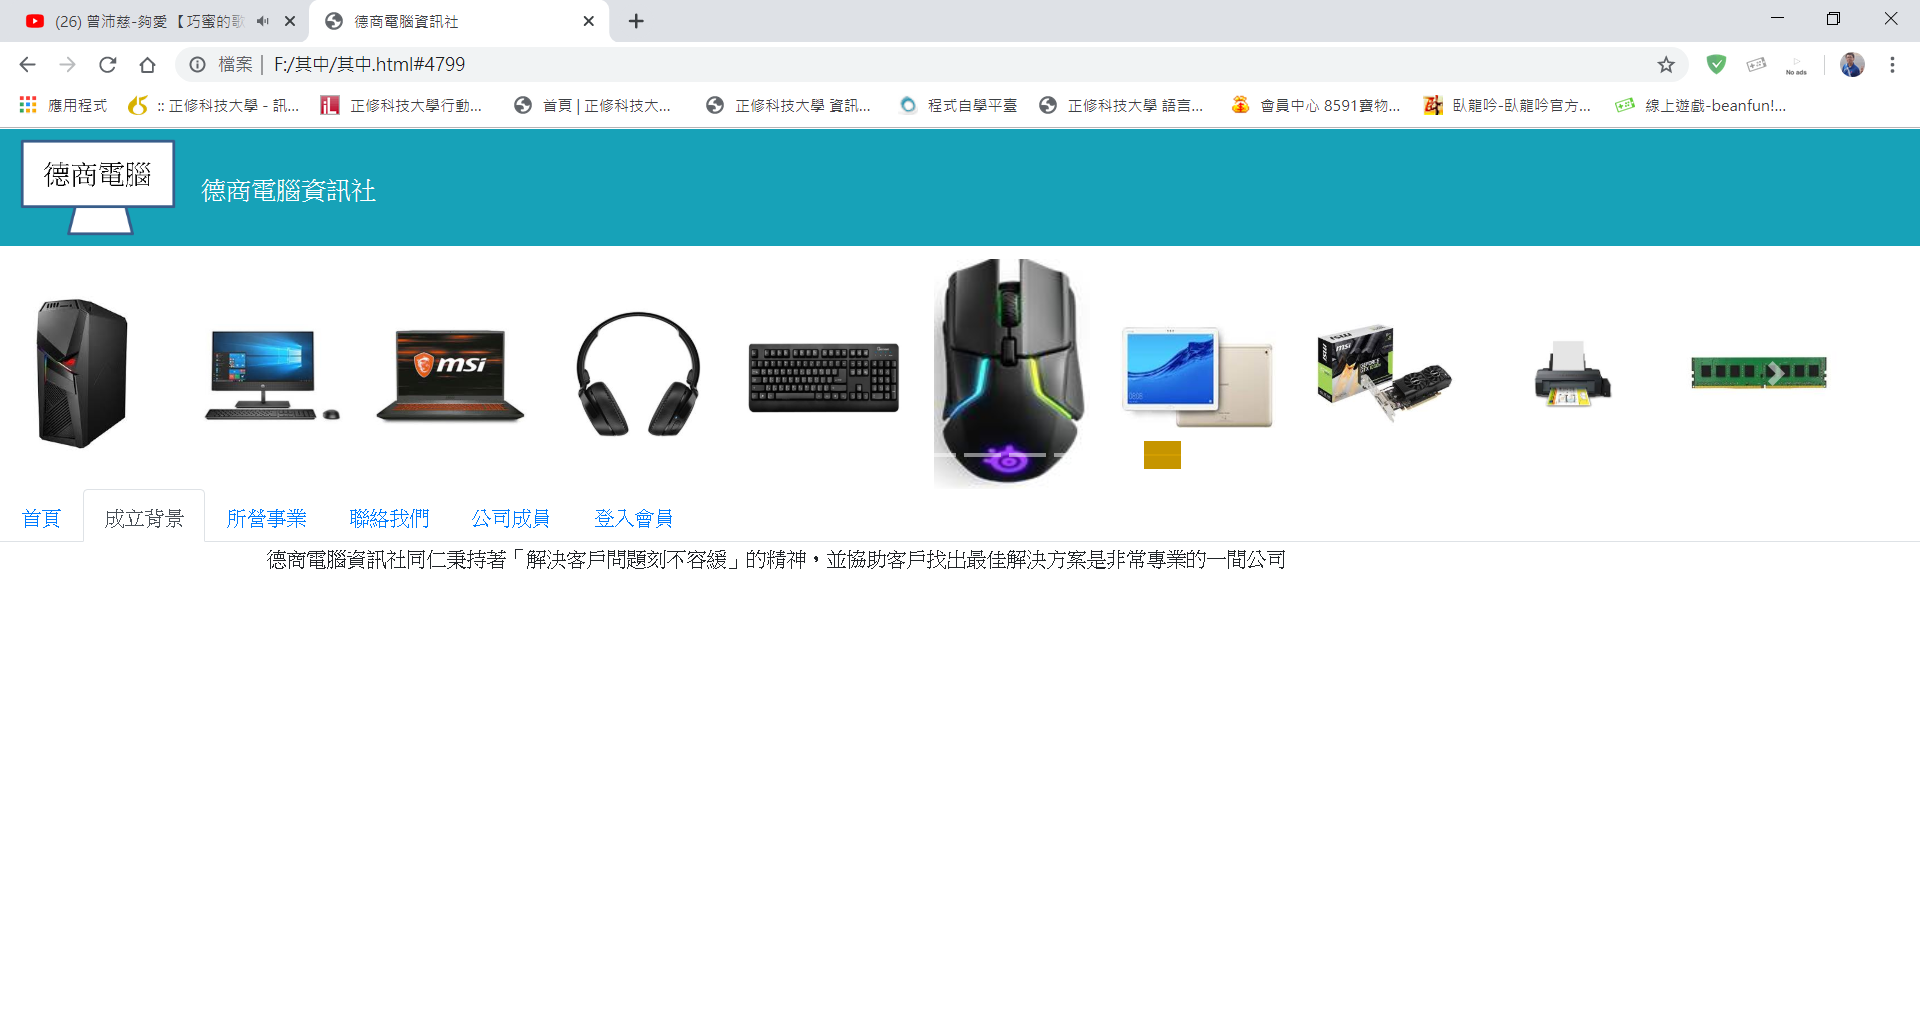 (26) 曾沛慈-夠愛 【 巧蜜的歌
德商電腦資訊社
檔案 | F:/其中/其中.html#4799
No ads
應用程式
:: 正修科技大學 - 訊...
正修科技大學行動...
首頁 | 正修科技大...
正修科技大學 資訊...
程式自學平臺
正修科技大學 語言...
會員中心 8591寶物...
臥龍吟-臥龍吟官方...
線上遊戲-beanfun!...
德商電腦
德商電腦資訊社
msi
msi
首頁
成立背景
所營事業
聯絡我們
公司成員
登入會員
德商電腦資訊社同仁秉持著「解決客戶問題刻不容緩」的精神，並協助客戶找出最佳解決方案是非常專業的一間公司